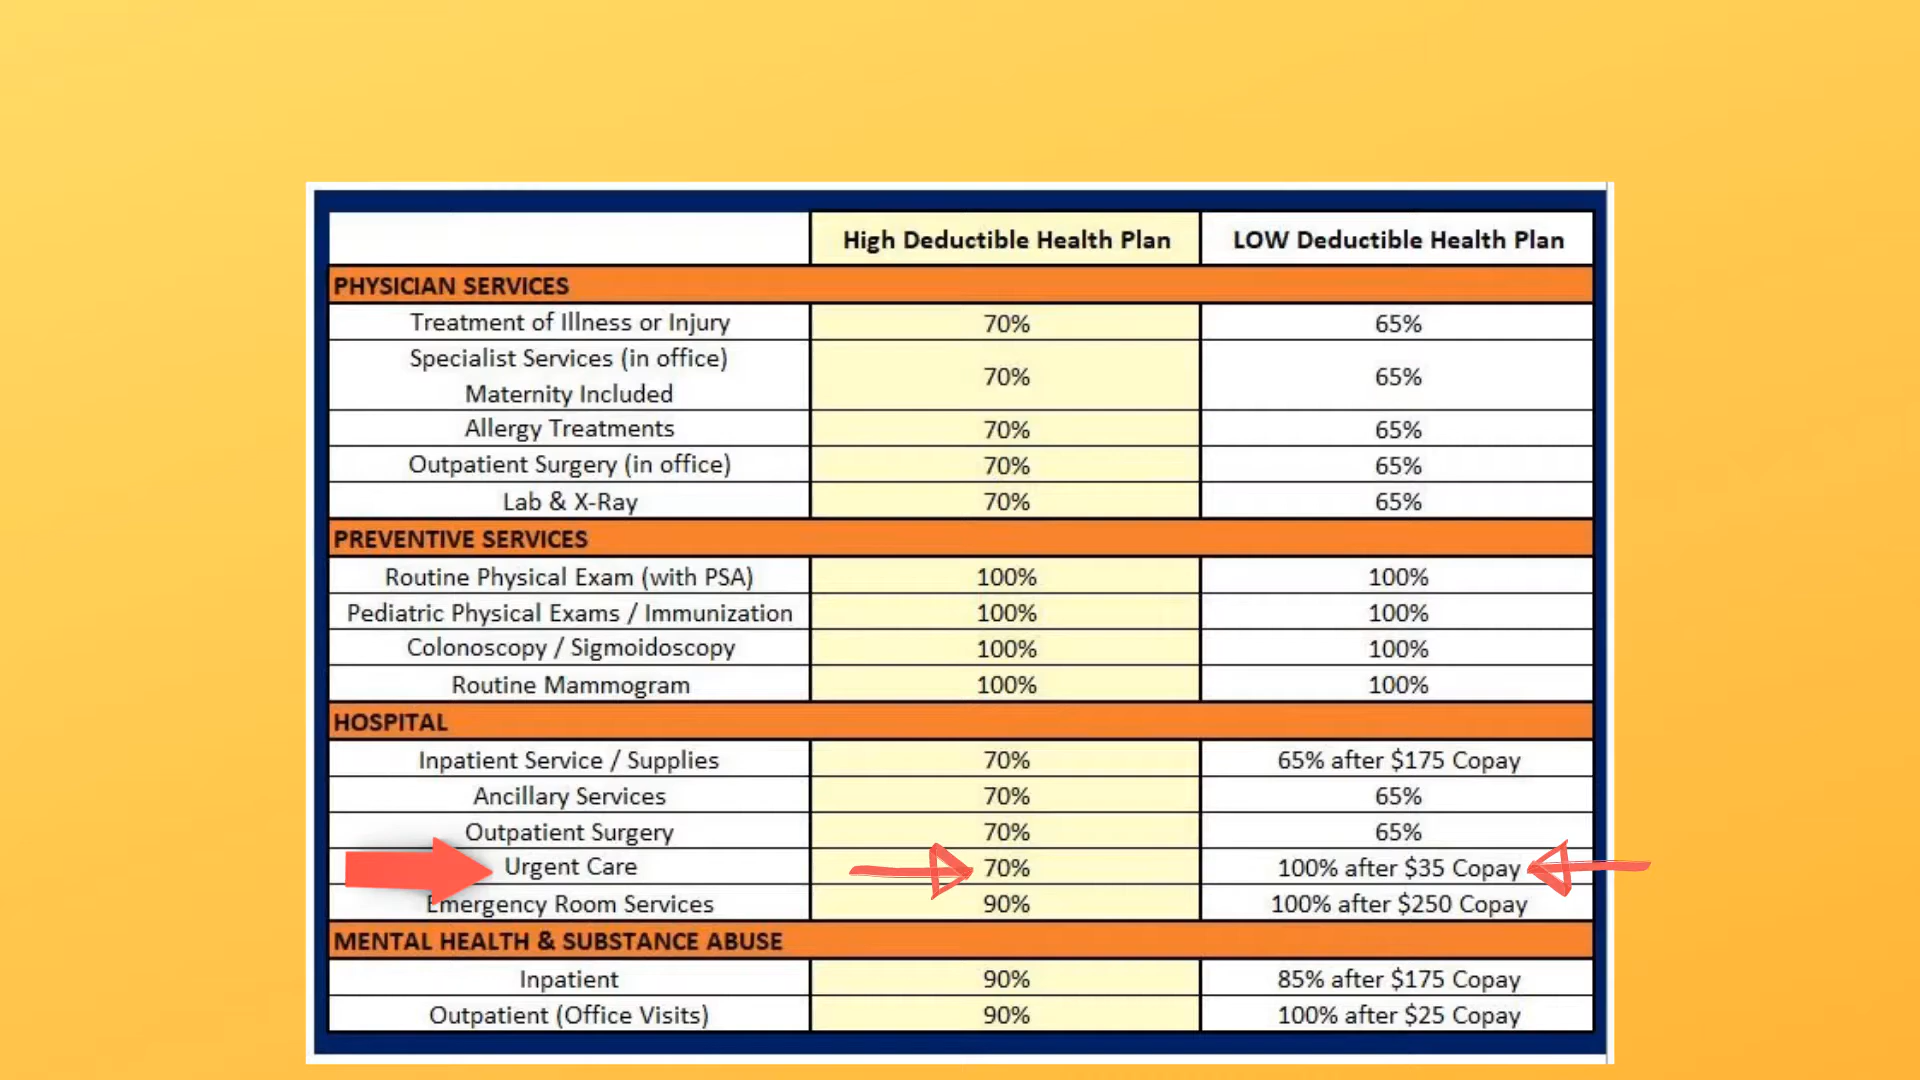 High Deductible Health Plan LOW Deductible Health Plan
PHYSICIAN SERVICES
Treatment of Illness or Injury 70% 65%
Specialist Services (in office)
Maternity Included 70% 65%
Allergy Treatments 70% 65%
Outpatient Surgery (in office) 70% 65%
Lab & X-Ray 70% 65%
PREVENTIVE SERVICES
Routine Physical Exam (with PSA) 100% 100%
Pediatric Physical Exams / Immunization 100% 100%
Colonoscopy / Sigmoidoscopy 100% 100%
Routine Mammogram 100% 100%
HOSPITAL
Inpatient Service / Supplies 70% 65% after $175 Copay
Ancillary Services 70% 65%
Outpatient Surgery 70% 65%
Urgent Care 70% 100% after $35 Copay
Emergency Room Services 90% 100% after $250 Copay
MENTAL HEALTH & SUBSTANCE ABUSE
Inpatient 90% 85% after $175 Copay
Outpatient (Office Visits) 90% 100% after $25 Copay